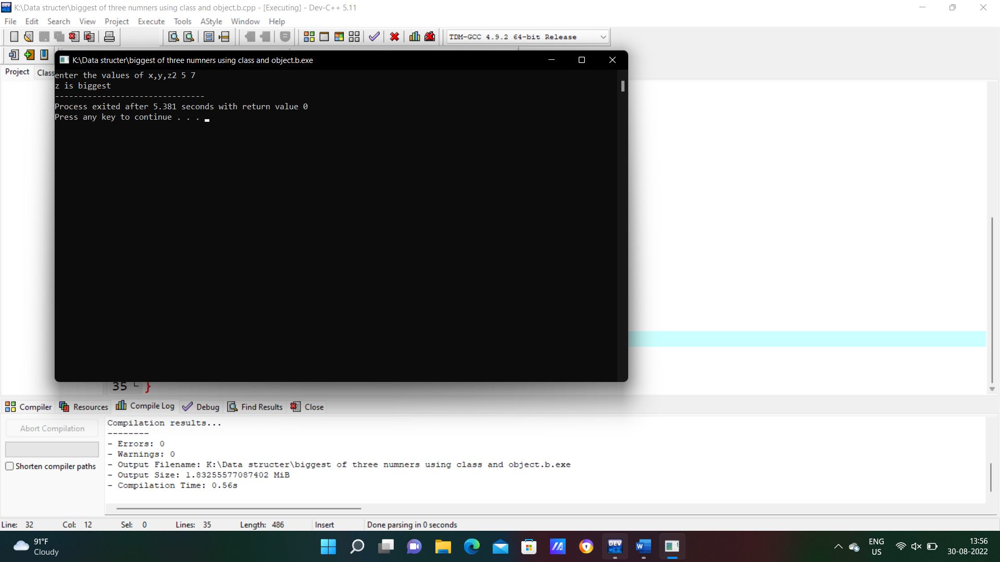 K:\Data structer\biggest of three numners using class and object.b.cpp - [Executing] - Dev-C++ 5.11
File Edit Search View Project Execute Tools AStyle Window Help
TDM-GCC 4.9.2 64-bit Release
Project Class
K:\Data structer\biggest of three numners using class and object.b.exe
enter the values of x,y,z2 5 7
z is biggest
--------------------------------
Process exited after 5.381 seconds with return value 0
Press any key to continue . . .
35 }
Compiler Resources Compile Log Debug Find Results Close
Abort Compilation
Shorten compiler paths
Compilation results...
--------
- Errors: 0
- Warnings: 0
- Output Filename: K:\Data structer\biggest of three numners using class and object.b.exe
- Output Size: 1.83255577087402 MiB
- Compilation Time: 0.56s
Line: 32 Col: 12 Sel: 0 Lines: 35 Length: 486 Insert Done parsing in 0 seconds
91°F
Cloudy
DEV
C++
W
ENG
US
13:56
30-08-2022